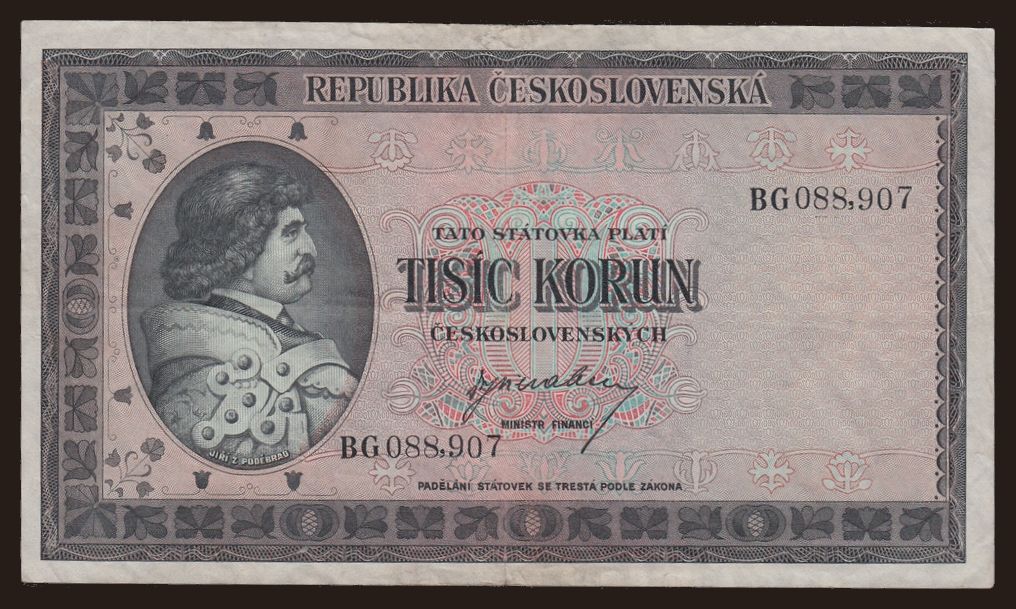 REPUBLIKA ČESKOSLOVENSKÁ
BG 088,907
TATO STÁTOVKA PLATÍ
TISÍC KORUN
ČESKOSLOVENSKÝCH
MINISTR FINANCÍ
BG 088,907
JIŘÍ Z PODĚBRAD
PADĚLÁNÍ STÁTOVEK SE TRESTÁ PODLE ZÁKONA